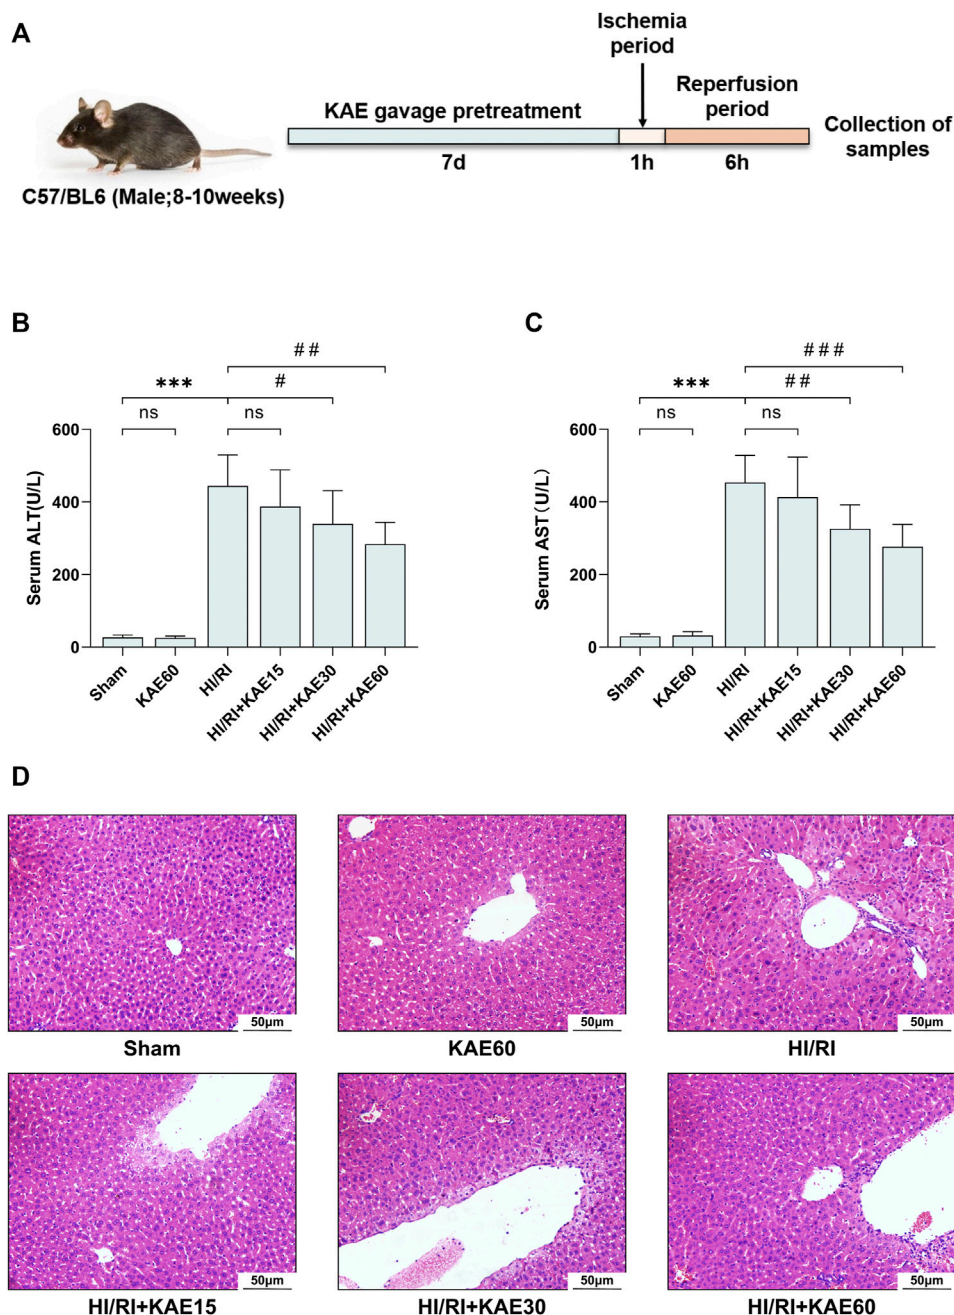 A
Ischemia
period
KAE gavage pretreatment
Reperfusion
period
Collection of
samples
7d
1h
6h
C57/BL6 (Male;8-10weeks)
B
##
***
#
ns
ns
Serum ALT(U/L)
600
400
200
0
Sham
KAE60
HI/RI
HI/RI+KAE15
HI/RI+KAE30
HI/RI+KAE60
C
###
***
##
ns
ns
Serum AST(U/L)
600
400
200
0
Sham
KAE60
HI/RI
HI/RI+KAE15
HI/RI+KAE30
HI/RI+KAE60
D
50μm
Sham
50μm
KAE60
50μm
HI/RI
50μm
HI/RI+KAE15
50μm
HI/RI+KAE30
50μm
HI/RI+KAE60